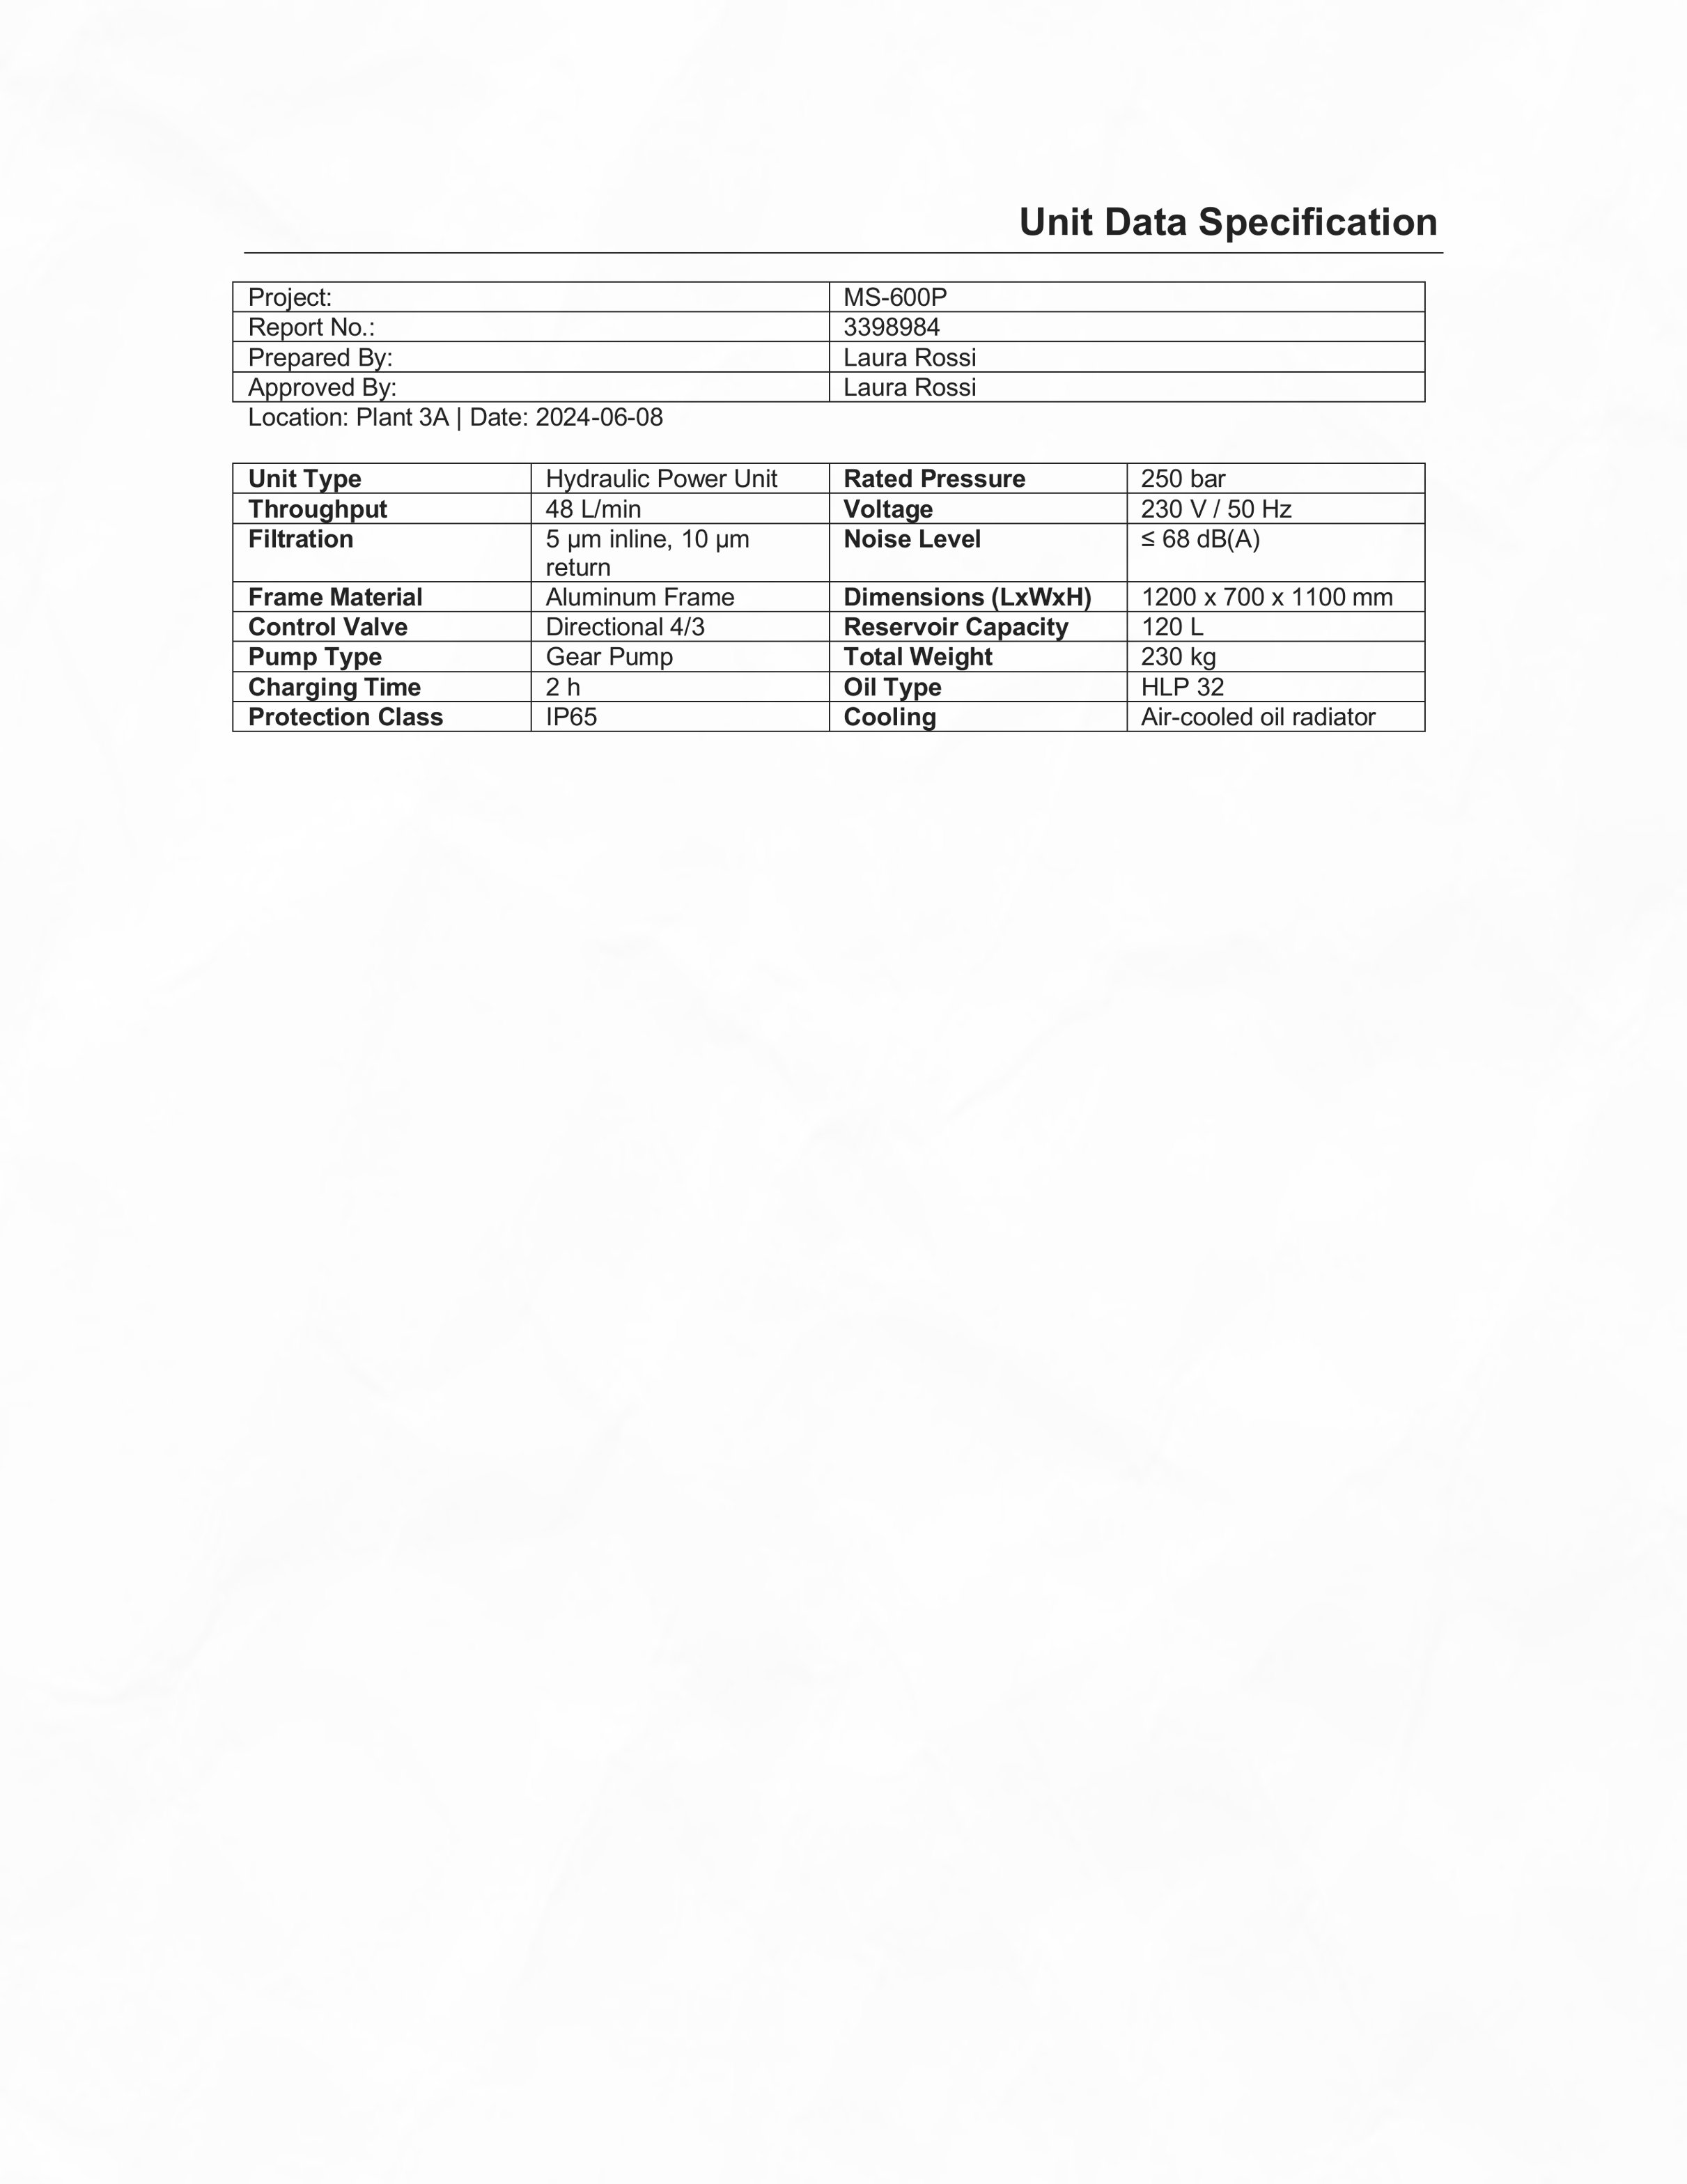 Unit Data Specification
Project: MS-600P
Report No.: 3398984
Prepared By: Laura Rossi
Approved By: Laura Rossi
Location: Plant 3A | Date: 2024-06-08
Unit Type Hydraulic Power Unit Rated Pressure 250 bar
Throughput 48 L/min Voltage 230 V / 50 Hz
Filtration 5 µm inline, 10 µm Noise Level ≤ 68 dB(A)
return
Frame Material Aluminum Frame Dimensions (LxWxH) 1200 x 700 x 1100 mm
Control Valve Directional 4/3 Reservoir Capacity 120 L
Pump Type Gear Pump Total Weight 230 kg
Charging Time 2 h Oil Type HLP 32
Protection Class IP65 Cooling Air-cooled oil radiator